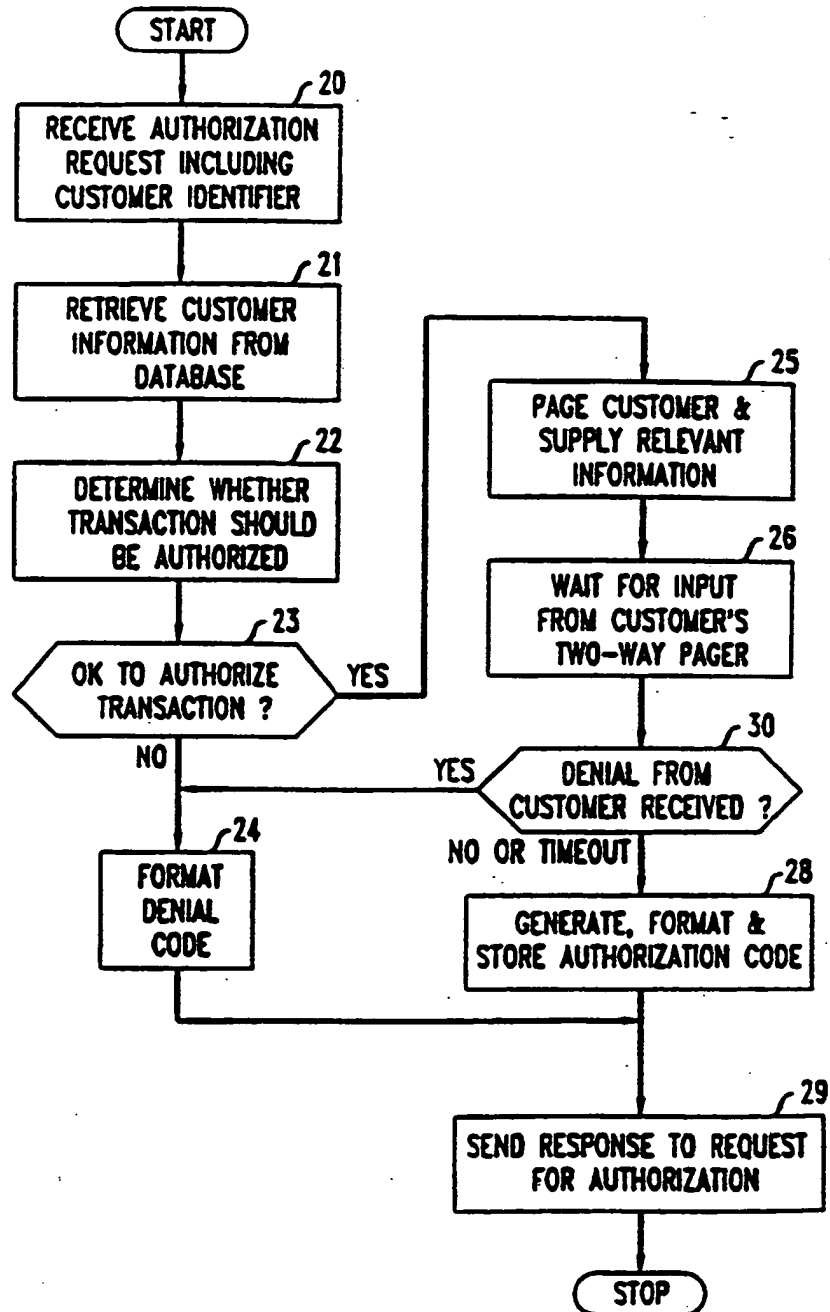 START
20
RECEIVE AUTHORIZATION
REQUEST INCLUDING
CUSTOMER IDENTIFIER
21
RETRIEVE CUSTOMER
INFORMATION FROM
DATABASE
22
DETERMINE WHETHER
TRANSACTION SHOULD
BE AUTHORIZED
23
OK TO AUTHORIZE
TRANSACTION ?
YES
NO
24
FORMAT
DENIAL
CODE
25
PAGE CUSTOMER &
SUPPLY RELEVANT
INFORMATION
26
WAIT FOR INPUT
FROM CUSTOMER'S
TWO-WAY PAGER
30
DENIAL FROM
CUSTOMER RECEIVED ?
YES
NO OR TIMEOUT
28
GENERATE, FORMAT &
STORE AUTHORIZATION CODE
29
SEND RESPONSE TO REQUEST
FOR AUTHORIZATION
STOP